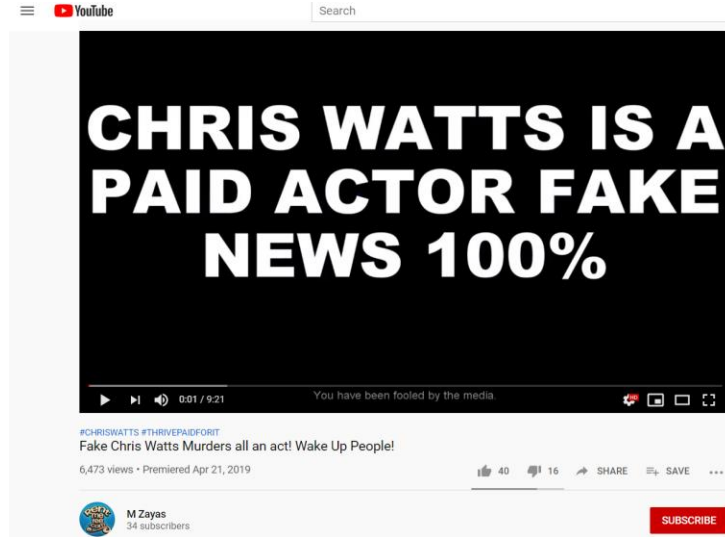 YouTube
Search
CHRIS WATTS IS A
PAID ACTOR FAKE
NEWS 100%
0:01 / 9:21
You have been fooled by the media.
HD
#CHRISWATTS #THRIVEPAIDFORIT
Fake Chris Watts Murders all an act! Wake Up People!
6,473 views • Premiered Apr 21, 2019
40
16
SHARE
SAVE
M Zayas
34 subscribers
SUBSCRIBE